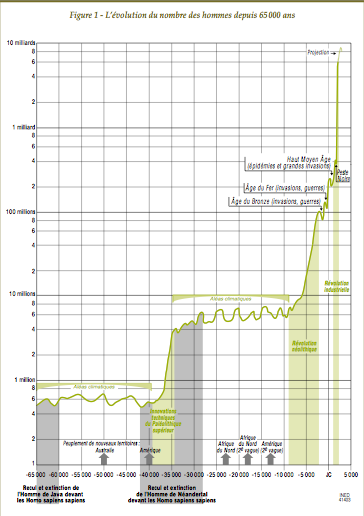 Figure 1 - L'évolution du nombre des hommes depuis 65 000 ans
10 milliards
8
6
4
2
1 milliard
8
6
4
2
100 millions
8
6
4
2
10 millions
8
6
4
2
1 million
8
6
4
2
1
Projection
Haut Moyen Âge
(épidémies et grandes invasions)
Peste
Noire
Âge du Fer (invasions, guerres)
Âge du Bronze (invasions, guerres)
Révolution
industrielle
Aléas climatiques
Révolution
néolithique
Aléas climatiques
Innovations
techniques
du Paléolithique
supérieur
Peuplement de nouveaux territoires :
Australie
Amérique
Afrique
du Nord
Afrique
du Nord
(2e vague)
Amérique
(2e vague)
-65 000 -60 000 -55 000 -50 000 -45 000 -40 000 -35 000 -30 000 -25 000 -20 000 -15 000 -10 000 -5 000 JC 5 000
Recul et extinction de
l'Homme de Java devant
les Homo sapiens sapiens
Recul et extinction
de l'Homme de Néandertal
devant les Homo sapiens sapiens
INED